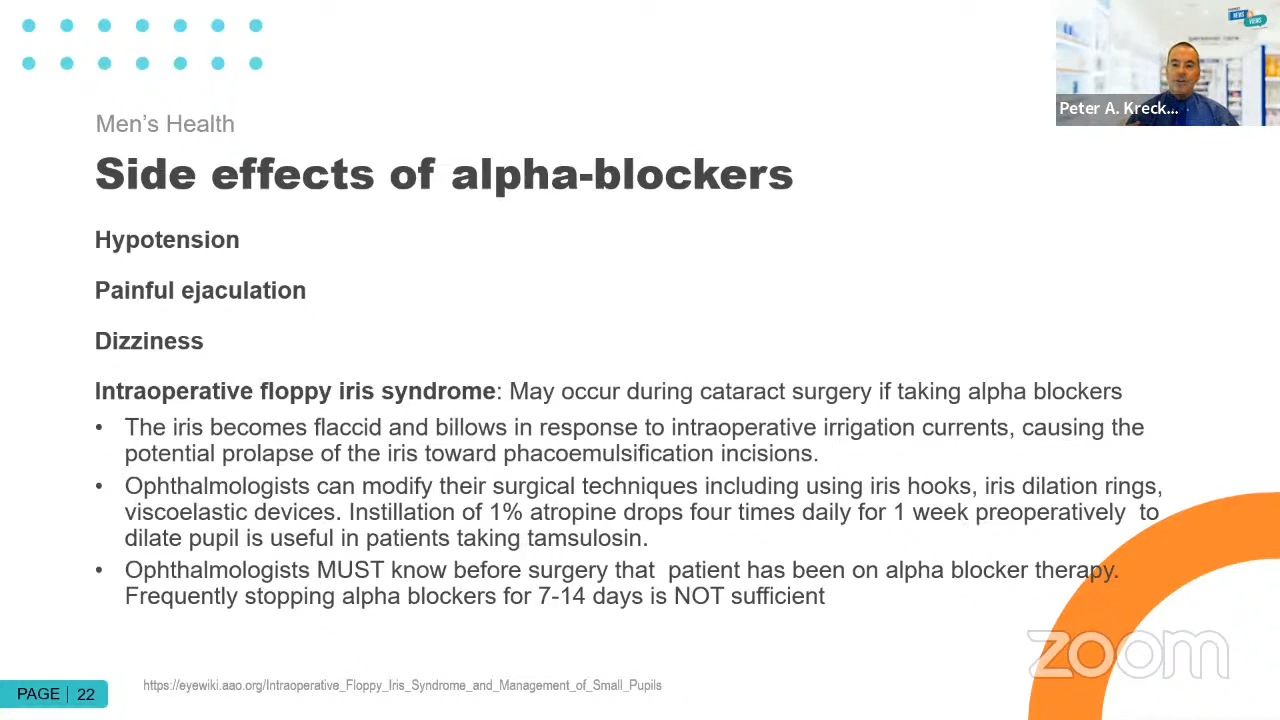 NEWS
VIEWS
Peter A. Kreck...
Men's Health
Side effects of alpha-blockers
Hypotension
Painful ejaculation
Dizziness
Intraoperative floppy iris syndrome: May occur during cataract surgery if taking alpha blockers
• The iris becomes flaccid and billows in response to intraoperative irrigation currents, causing the
potential prolapse of the iris toward phacoemulsification incisions.
• Ophthalmologists can modify their surgical techniques including using iris hooks, iris dilation rings,
viscoelastic devices. Instillation of 1% atropine drops four times daily for 1 week preoperatively  to
dilate pupil is useful in patients taking tamsulosin.
• Ophthalmologists MUST know before surgery that  patient has been on alpha blocker therapy.
Frequently stopping alpha blockers for 7-14 days is NOT sufficient
zoom
PAGE | 22
https://eyewiki.aao.org/Intraoperative_Floppy_Iris_Syndrome_and_Management_of_Small_Pupils